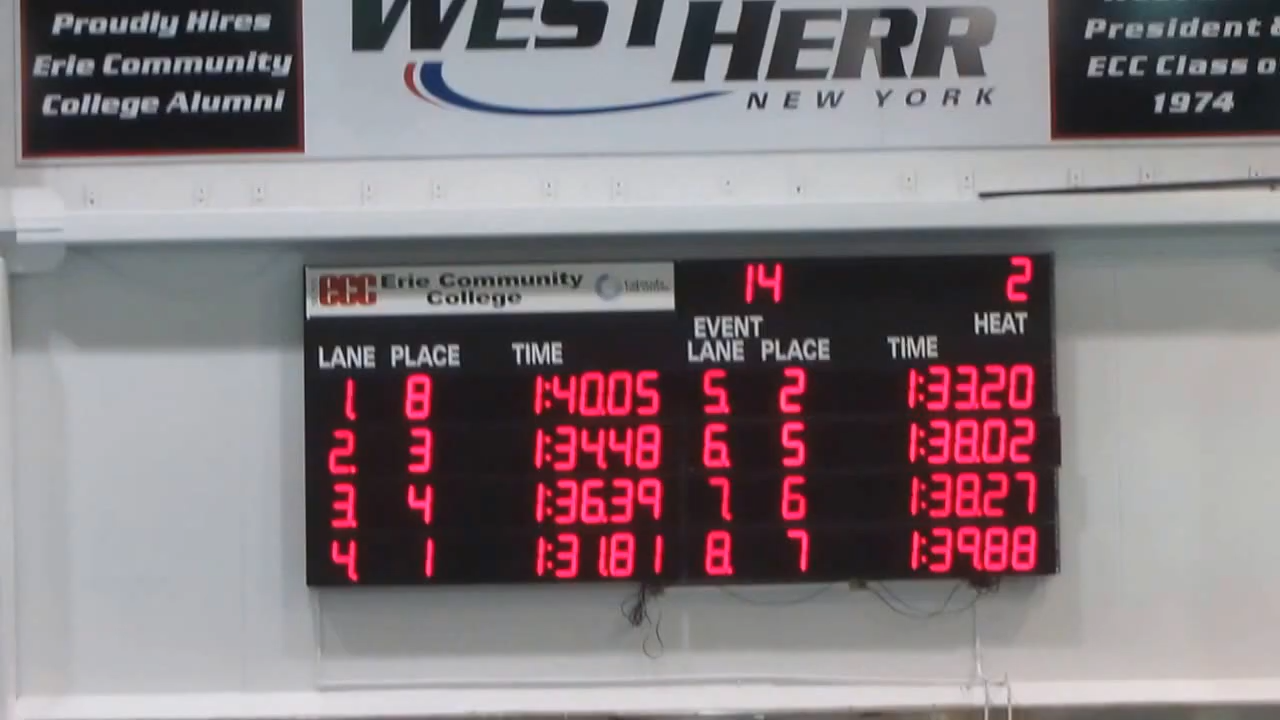 Proudly Hires
Erie Community
College Alumni
WEST HERR
NEW YORK
President &
ECC Class o
1974
ECC Erie Community
College
14 2
EVENT HEAT
LANE PLACE TIME LANE PLACE TIME
1. 8 1:40.05 5. 2 1:33.20
2. 3 1:34.48 6. 5 1:38.02
3. 4 1:36.39 7. 6 1:38.27
4. 1 1:31.81 8. 7 1:39.88